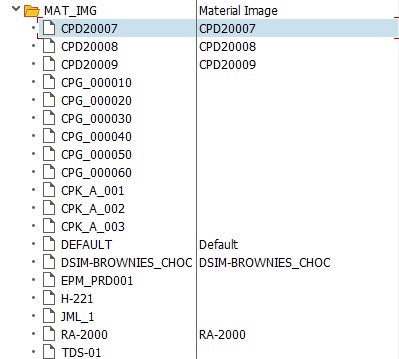 MAT_IMG Material Image
CPD20007 CPD20007
CPD20008 CPD20008
CPD20009 CPD20009
CPG_000010
CPG_000020
CPG_000030
CPG_000040
CPG_000050
CPG_000060
CPK_A_001
CPK_A_002
CPK_A_003
DEFAULT Default
DSIM-BROWNIES_CHOC DSIM-BROWNIES_CHOC
EPM_PRD001
H-221
JML_1
RA-2000 RA-2000
TDS-01